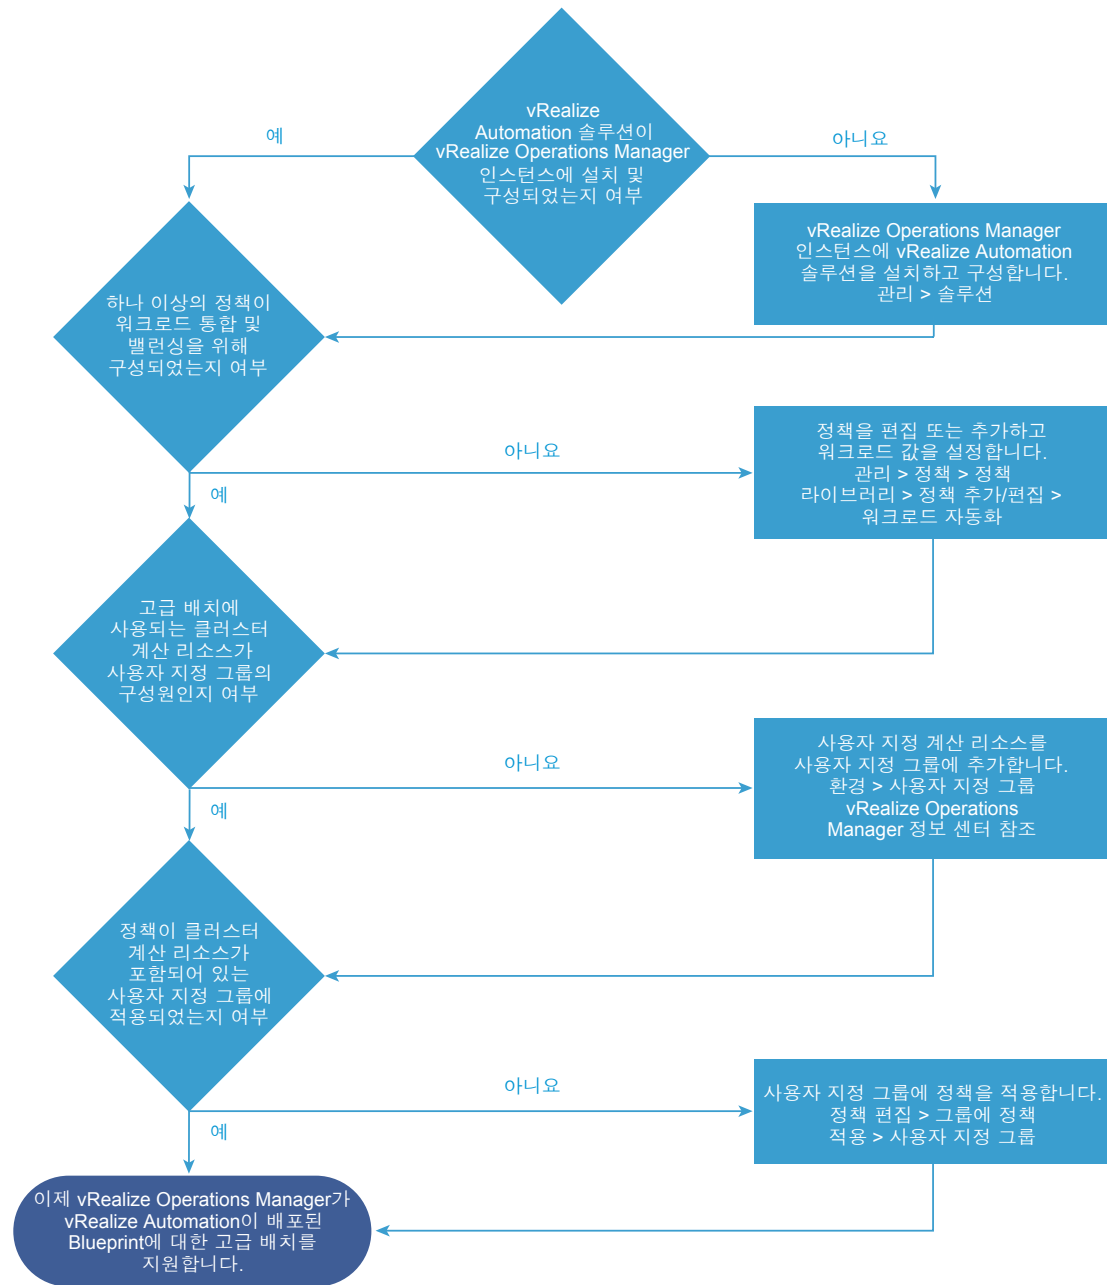 vRealize
Automation 솔루션이
vRealize Operations Manager
인스턴스에 설치 및
구성되었는지 여부
예
아니요
vRealize Operations Manager
인스턴스에 vRealize Automation
솔루션을 설치하고 구성합니다.
관리 > 솔루션
하나 이상의 정책이
워크로드 통합 및
밸런싱을 위해
구성되었는지 여부
아니요
예
정책을 편집 또는 추가하고
워크로드 값을 설정합니다.
관리 > 정책 > 정책
라이브러리 > 정책 추가/편집 >
워크로드 자동화
고급 배치에
사용되는 클러스터
계산 리소스가
사용자 지정 그룹의
구성원인지 여부
아니요
예
사용자 지정 계산 리소스를
사용자 지정 그룹에 추가합니다.
환경 > 사용자 지정 그룹
vRealize Operations
Manager 정보 센터 참조
정책이 클러스터
계산 리소스가
포함되어 있는
사용자 지정 그룹에
적용되었는지 여부
아니요
예
사용자 지정 그룹에 정책을 적용합니다.
정책 편집 > 그룹에 정책
적용 > 사용자 지정 그룹
이제 vRealize Operations Manager가
vRealize Automation이 배포된
Blueprint에 대한 고급 배치를
지원합니다.